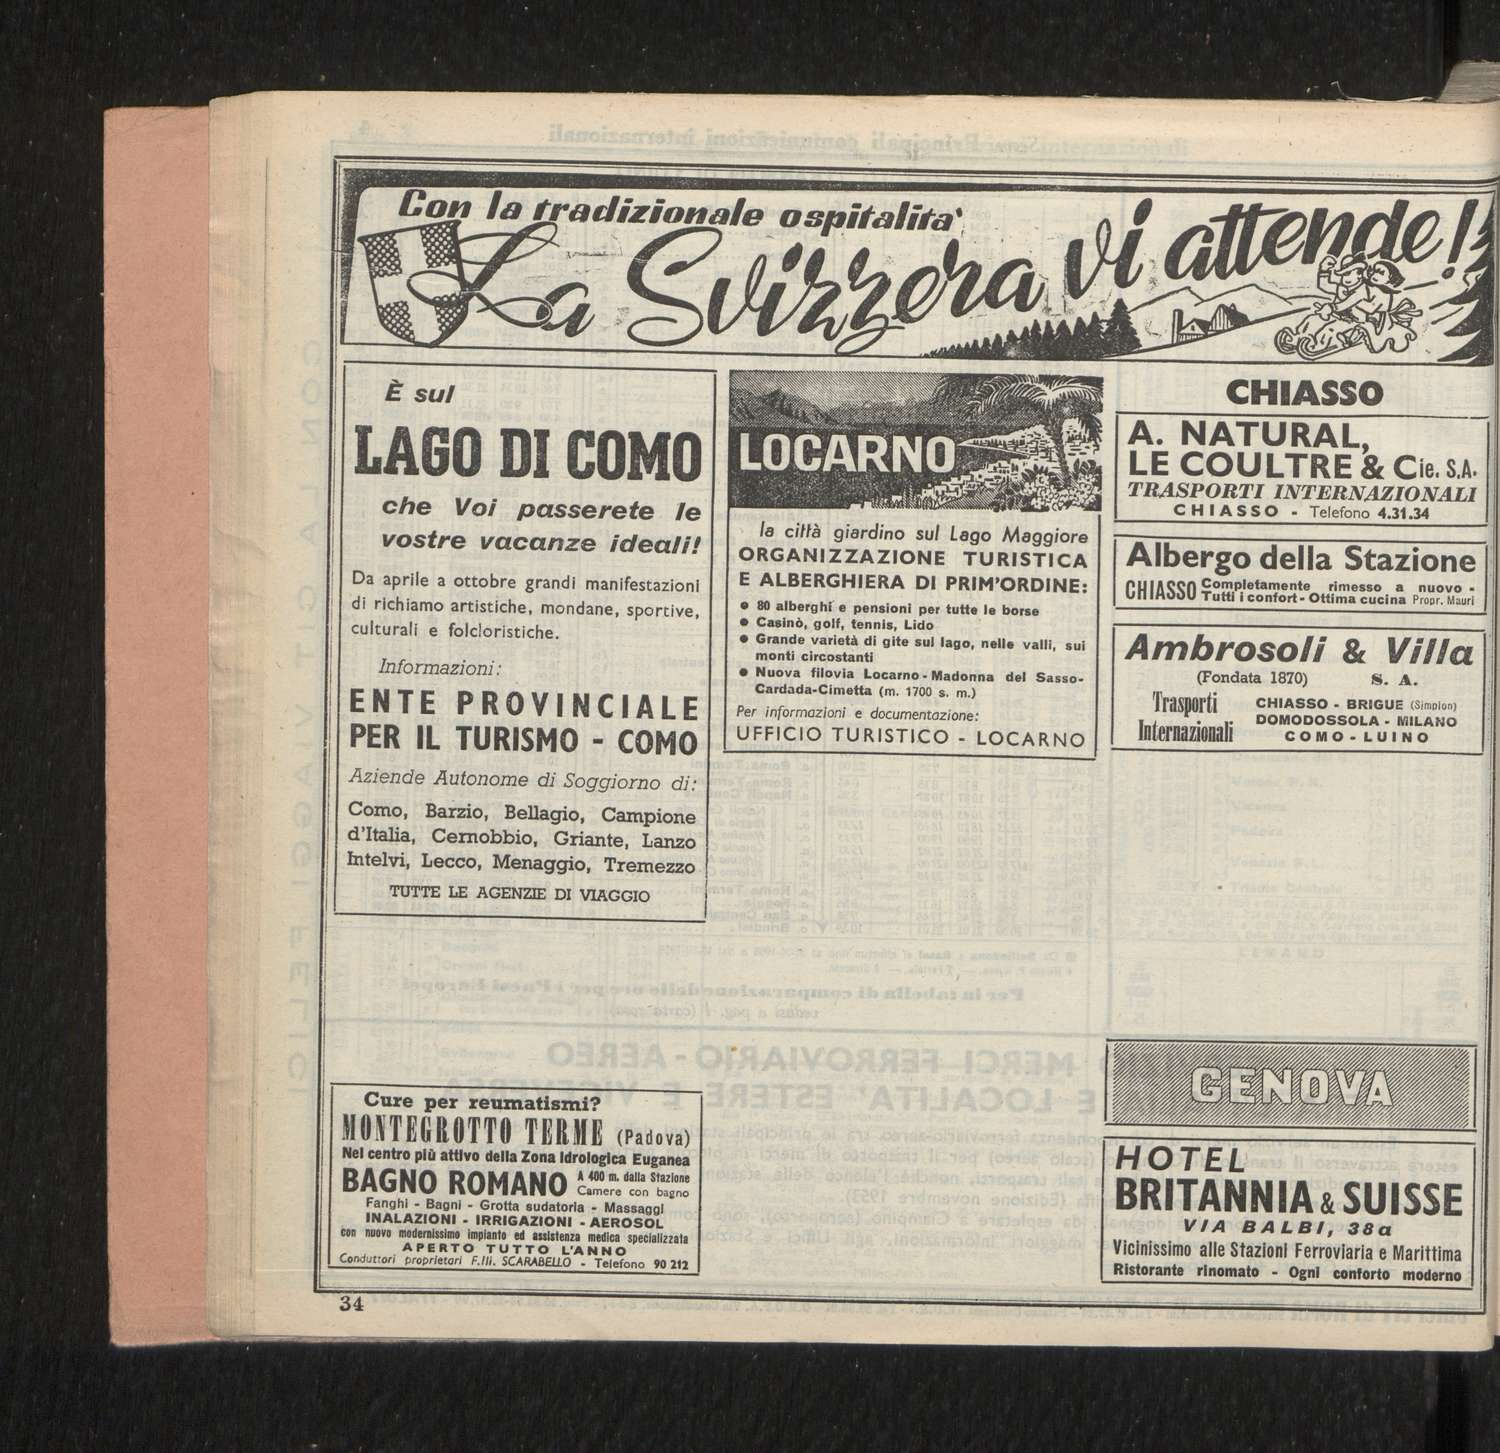 Con la tradizionale ospitalità
La Svizzera vi attende!
È sul
LAGO DI COMO
che Voi passerete le
vostre vacanze ideali!
Da aprile a ottobre grandi manifestazioni
di richiamo artistiche, mondane, sportive,
culturali e folcloristiche.
Informazioni:
ENTE PROVINCIALE
PER IL TURISMO - COMO
Aziende Autonome di Soggiorno di:
Como, Barzio, Bellagio, Campione
d'Italia, Cernobbio, Griante, Lanzo
Intelvi, Lecco, Menaggio, Tremezzo
TUTTE LE AGENZIE DI VIAGGIO
LOCARNO
la città giardino sul Lago Maggiore
ORGANIZZAZIONE TURISTICA
E ALBERGHIERA DI PRIM'ORDINE:
● 80 alberghi e pensioni per tutte le borse
● Casinò, golf, tennis, Lido
● Grande varietà di gite sul lago, nelle valli, sui
monti circostanti
● Nuova filovia Locarno - Madonna del Sasso-
Cardada-Cimetta (m. 1700 s. m.)
Per informazioni e documentazione:
UFFICIO TURISTICO - LOCARNO
CHIASSO
A. NATURAL,
LE COULTRE & Cie. S.A.
TRASPORTI INTERNAZIONALI
CHIASSO - Telefono 4.31.34
Albergo della Stazione
CHIASSO Completamente rimesso a nuovo -
Tutti i confort - Ottima cucina Propr. Mauri
Ambrosoli & Villa
(Fondata 1870) S. A.
Trasporti
Internazionali
CHIASSO - BRIGUE (Simplon)
DOMODOSSOLA - MILANO
COMO - LUINO
Cure per reumatismi?
MONTEGROTTO TERME (Padova)
Nel centro più attivo della Zona Idrologica Euganea
BAGNO ROMANO A 400 m. dalla Stazione
Camere con bagno
Fanghi - Bagni - Grotta sudatoria - Massaggi
INALAZIONI - IRRIGAZIONI - AEROSOL
con nuovo modernissimo impianto ed assistenza medica specializzata
APERTO TUTTO L'ANNO
Conduttori proprietari F.lli. SCARABELLO - Telefono 90 212
GENOVA
HOTEL
BRITANNIA & SUISSE
VIA BALBI, 38a
Vicinissimo alle Stazioni Ferroviaria e Marittima
Ristorante rinomato - Ogni conforto moderno
34